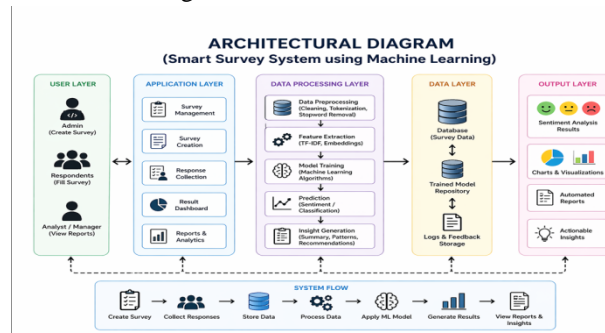 ARCHITECTURAL DIAGRAM
(Smart Survey System using Machine Learning)
USER LAYER
Admin
(Create Survey)
Respondents
(Fill Survey)
Analyst / Manager
(View Reports)
APPLICATION LAYER
Survey
Management
Survey
Creation
Response
Collection
Result
Dashboard
Reports &
Analytics
DATA PROCESSING LAYER
Data Preprocessing
(Cleaning, Tokenization,
Stopword Removal)
Feature Extraction
(TF-IDF, Embeddings)
Model Training
(Machine Learning
Algorithms)
Prediction
(Sentiment /
Classification)
Insight Generation
(Summary, Patterns,
Recommendations)
DATA LAYER
Database
(Survey Data)
Trained Model
Repository
Logs & Feedback
Storage
OUTPUT LAYER
Sentiment Analysis
Results
Charts & Visualizations
Automated
Reports
Actionable
Insights
SYSTEM FLOW
Create Survey
Collect Responses
Store Data
Process Data
Apply ML Model
Generate Results
View Reports &
Insights